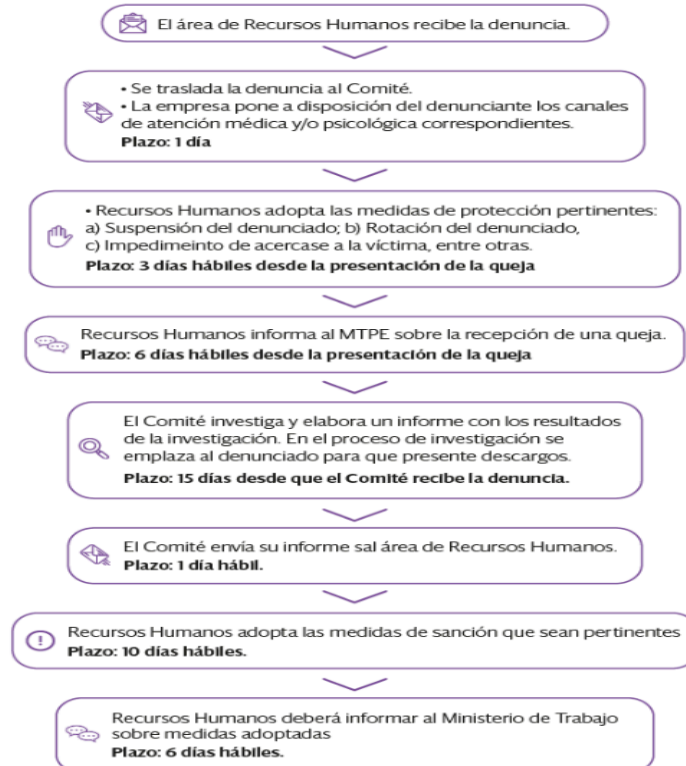 El área de Recursos Humanos recibe la denuncia.
• Se traslada la denuncia al Comité.
• La empresa pone a disposición del denunciante los canales
de atención médica y/o psicológica correspondientes.
Plazo: 1 día
• Recursos Humanos adopta las medidas de protección pertinentes:
a) Suspensión del denunciado; b) Rotación del denunciado,
c) Impedimeinto de acercase a la víctima, entre otras.
Plazo: 3 días hábiles desde la presentación de la queja
Recursos Humanos informa al MTPE sobre la recepción de una queja.
Plazo: 6 días hábiles desde la presentación de la queja
El Comité investiga y elabora un informe con los resultados
de la investigación. En el proceso de investigación se
emplaza al denunciado para que presente descargos.
Plazo: 15 días desde que el Comité recibe la denuncia.
El Comité envía su informe sal área de Recursos Humanos.
Plazo: 1 día hábil.
Recursos Humanos adopta las medidas de sanción que sean pertinentes
Plazo: 10 días hábiles.
Recursos Humanos deberá informar al Ministerio de Trabajo
sobre medidas adoptadas
Plazo: 6 días hábiles.